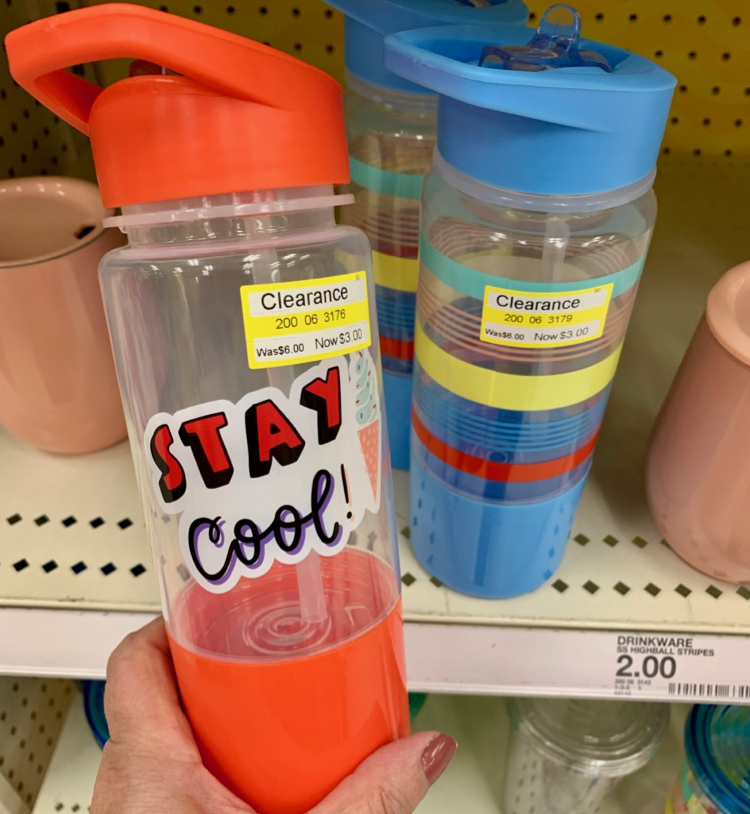 Clearance
200 06 3176
Was$6.00 Now$3.00
STAY
Cool!
Clearance
200 06 3179
Was$6.00 Now$3.00
DRINKWARE
SS HIGHBALL STRIPES
2.00